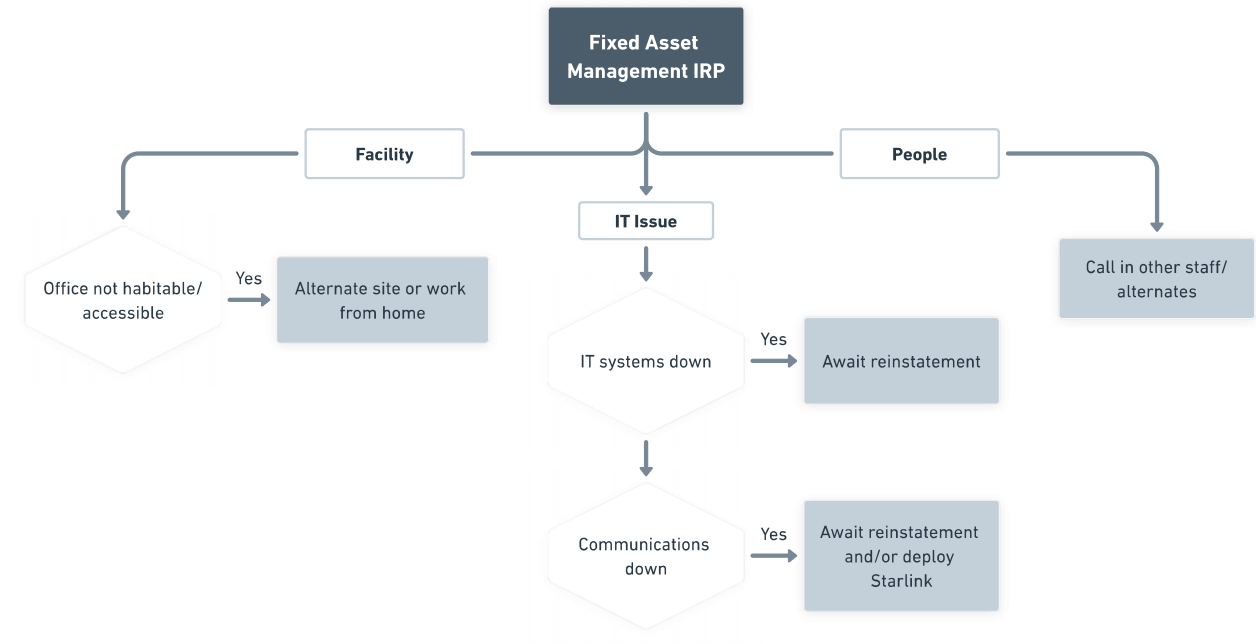 Fixed Asset
Management IRP
Facility
People
IT Issue
Office not habitable/
accessible
Yes
Alternate site or work
from home
Call in other staff/
alternates
IT systems down
Yes
Await reinstatement
Communications
down
Yes
Await reinstatement
and/or deploy
Starlink